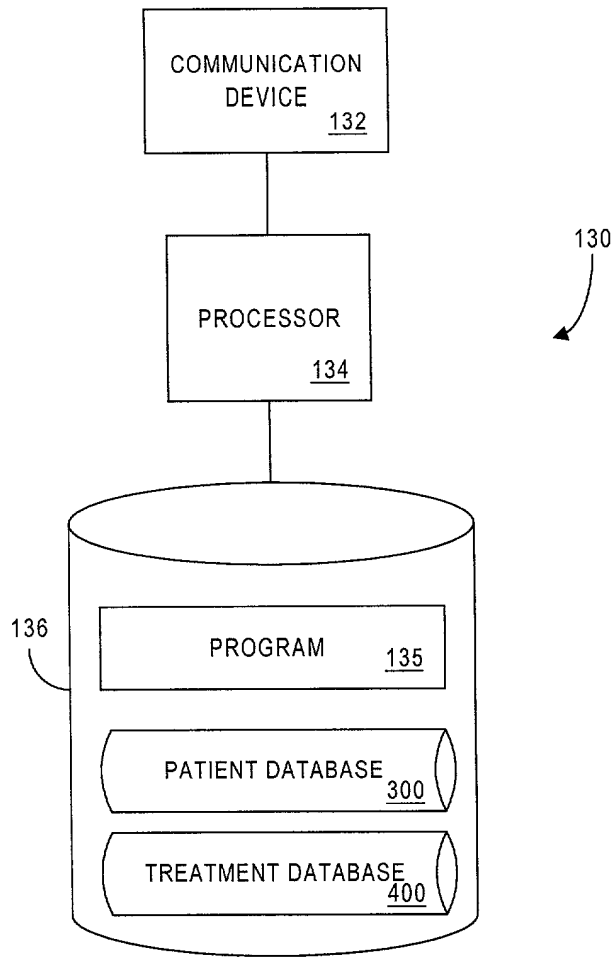 COMMUNICATION
DEVICE
132
130
PROCESSOR
134
136
PROGRAM
135
PATIENT DATABASE
300
TREATMENT DATABASE
400